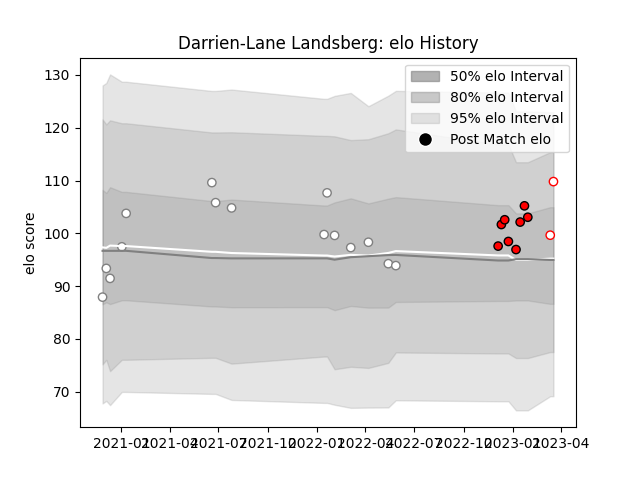 Darrien-Lane Landsberg: elo History
50% elo Interval
80% elo Interval
95% elo Interval
Post Match elo
elo score
130
120
110
100
90
80
70
2021-01 2021-04 2021-07 2021-10 2022-01 2022-04 2022-07 2022-10 2023-01 2023-04